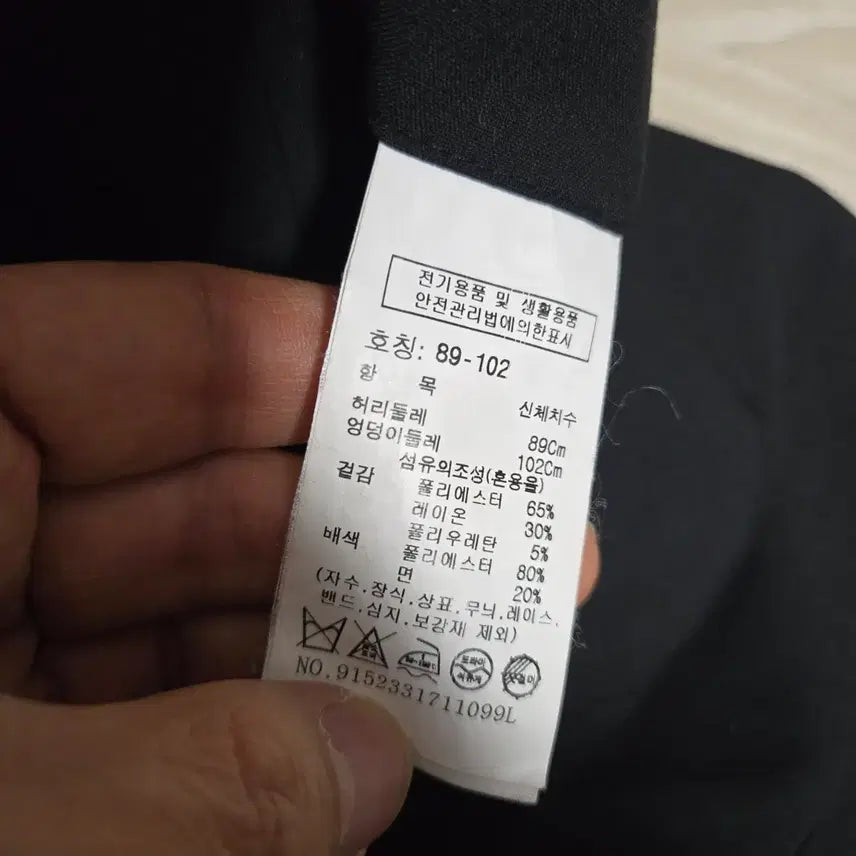 전기용품 및 생활용품
안전관리법에의한표시
호칭: 89-102
항 목 신체치수
허리둘레 89Cm
엉덩이둘레 102Cm
섬유의조성(혼용율)
겉감 폴리에스터 65%
레이온 30%
폴리우레탄 5%
배색 폴리에스터 80%
면 20%
(자수.장식.상표.무늬.레이스.
밴드.심지.보강재 제외)
드라이
NO.9152331711099L